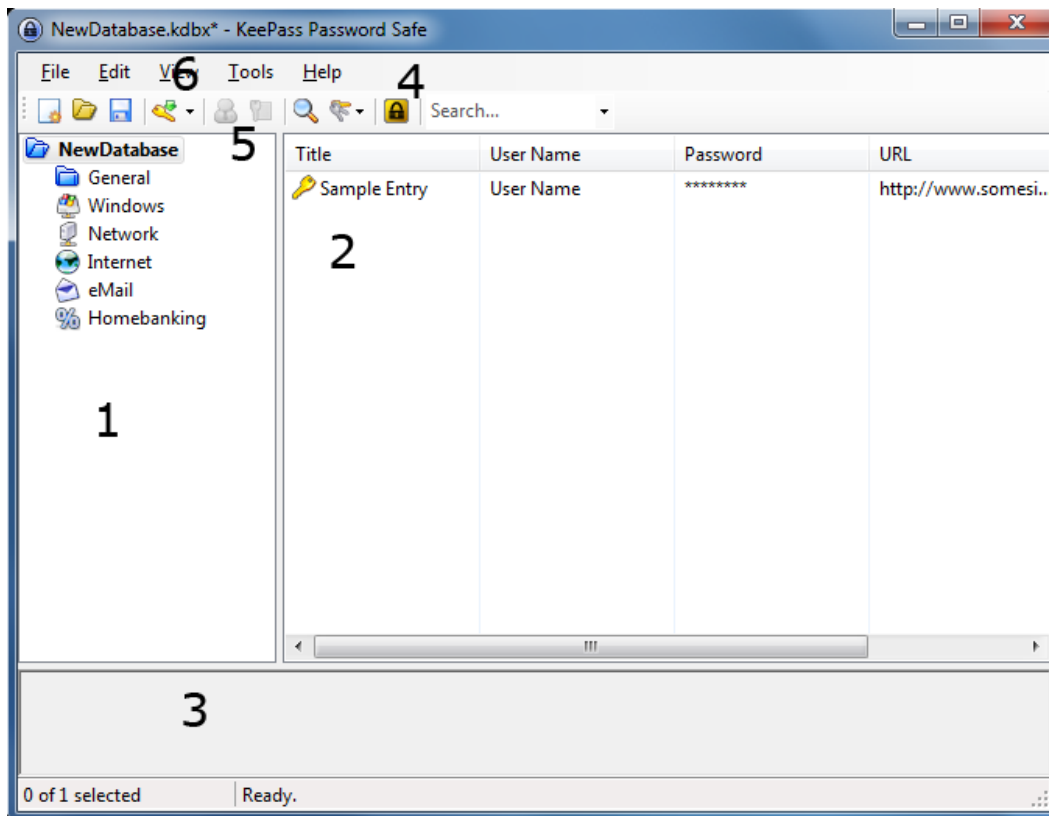 NewDatabase.kdbx* - KeePass Password Safe
File Edit View Tools Help
6 4
Search...
5
NewDatabase
General
Windows
Network
Internet
eMail
Homebanking
1
Title User Name Password URL
Sample Entry User Name ******** http://www.somesi...
2
3
0 of 1 selected Ready.